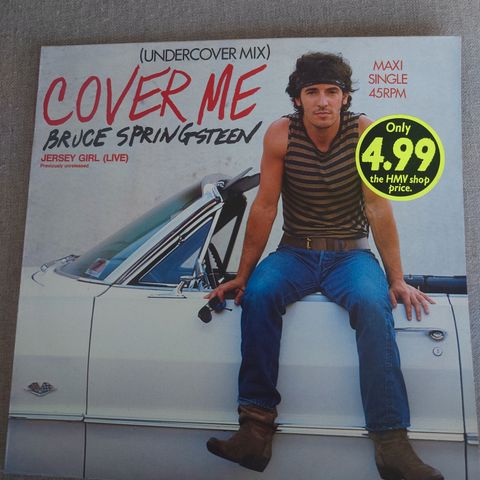 (UNDERCOVER MIX)
COVER ME
BRUCE SPRINGSTEEN
JERSEY GIRL (LIVE)
Previously unreleased
MAXI
SINGLE
45RPM
Only
4.99
the HMV shop
price.